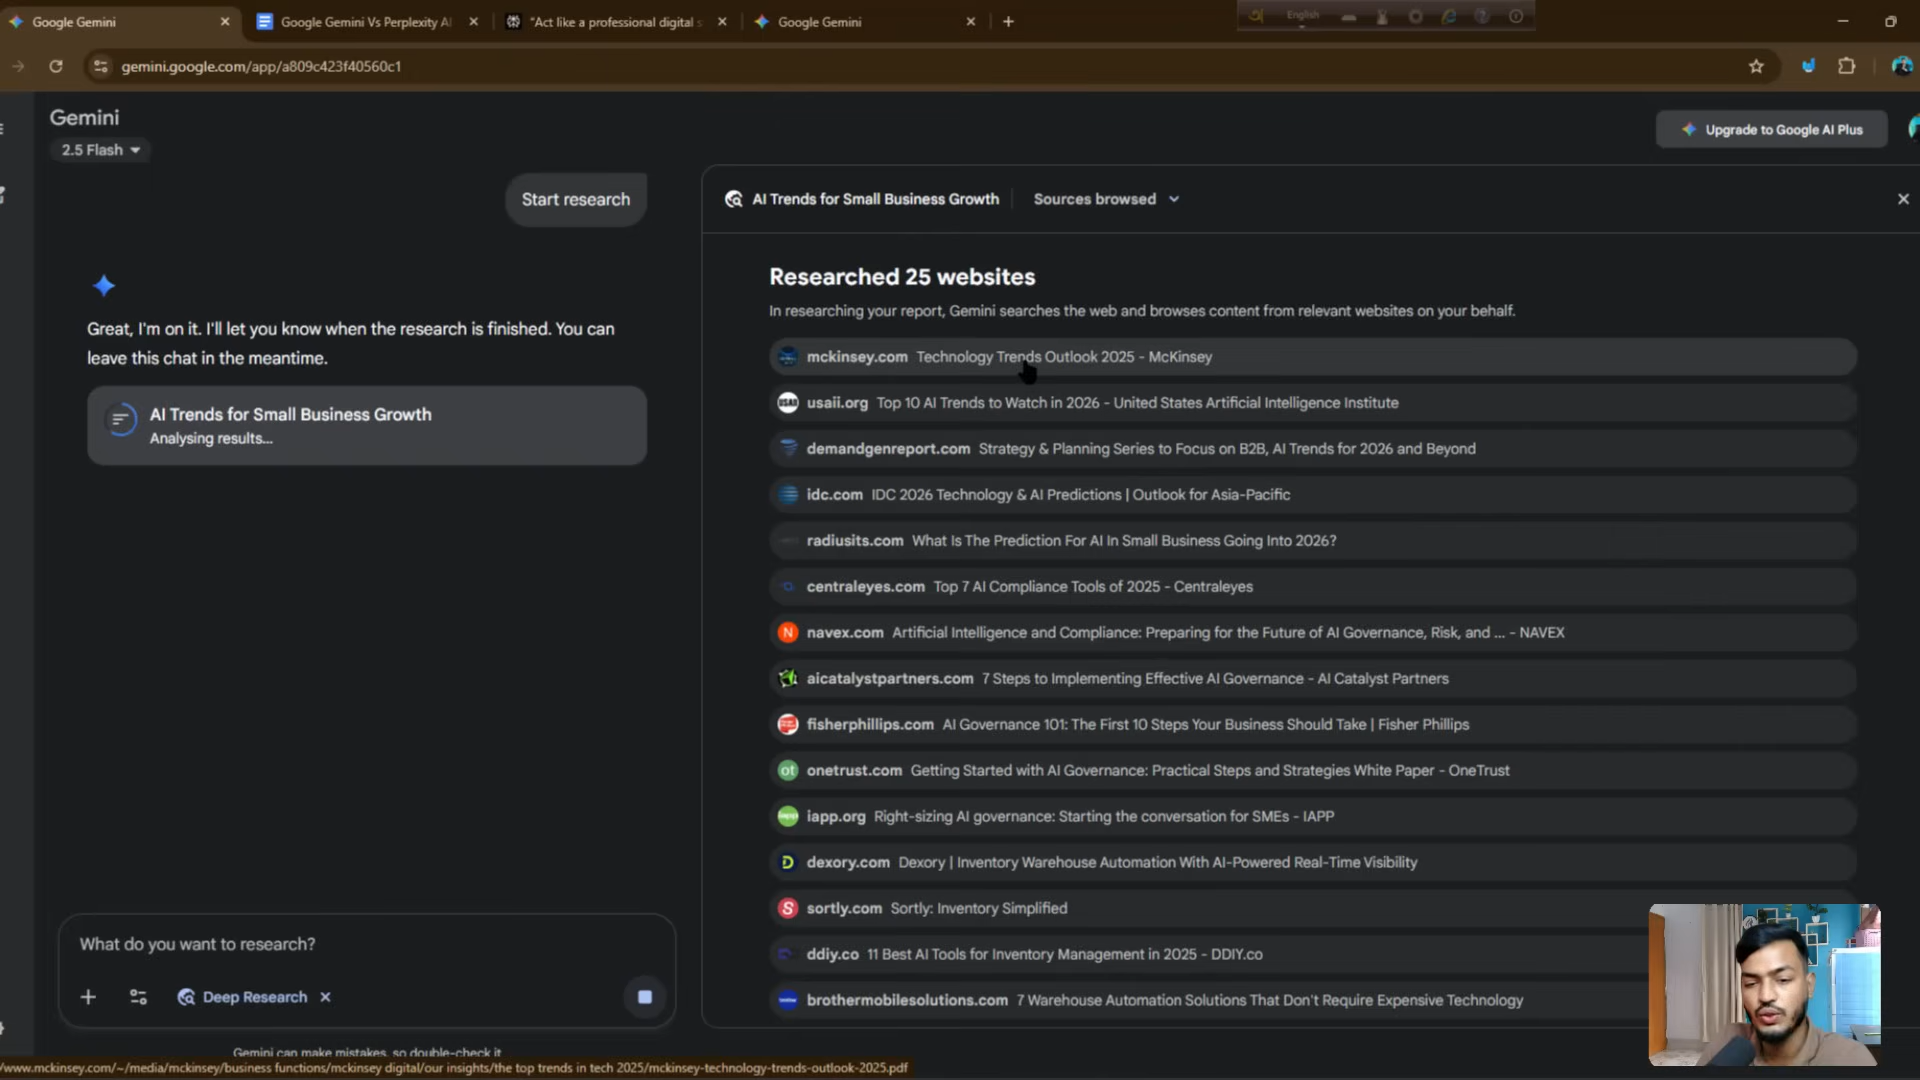 Google Gemini
Google Gemini Vs Perplexity AI
"Act like a professional digital s
Google Gemini
English
gemini.google.com/app/a809c423f40560c1
Gemini
2.5 Flash
Upgrade to Google AI Plus
Start research
AI Trends for Small Business Growth
Sources browsed
Great, I'm on it. I'll let you know when the research is finished. You can
leave this chat in the meantime.
AI Trends for Small Business Growth
Analysing results...
Researched 25 websites
In researching your report, Gemini searches the web and browses content from relevant websites on your behalf.
mckinsey.com Technology Trends Outlook 2025 - McKinsey
USAII usaii.org Top 10 AI Trends to Watch in 2026 - United States Artificial Intelligence Institute
demandgenreport.com Strategy & Planning Series to Focus on B2B, AI Trends for 2026 and Beyond
idc.com IDC 2026 Technology & AI Predictions | Outlook for Asia-Pacific
radiusits.com What Is The Prediction For AI In Small Business Going Into 2026?
centraleyes.com Top 7 AI Compliance Tools of 2025 - Centraleyes
N navex.com Artificial Intelligence and Compliance: Preparing for the Future of AI Governance, Risk, and ... - NAVEX
aicatalystpartners.com 7 Steps to Implementing Effective AI Governance - AI Catalyst Partners
fisherphillips.com AI Governance 101: The First 10 Steps Your Business Should Take | Fisher Phillips
ot onetrust.com Getting Started with AI Governance: Practical Steps and Strategies White Paper - OneTrust
iapp iapp.org Right-sizing AI governance: Starting the conversation for SMEs - IAPP
D dexory.com Dexory | Inventory Warehouse Automation With AI-Powered Real-Time Visibility
S sortly.com Sortly: Inventory Simplified
ddiy.co 11 Best AI Tools for Inventory Management in 2025 - DDIY.co
brothermobilesolutions.com 7 Warehouse Automation Solutions That Don't Require Expensive Technology
What do you want to research?
Deep Research
Gemini can make mistakes, so double-check it
/www.mckinsey.com/~/media/mckinsey/business functions/mckinsey digital/our insights/the top trends in tech 2025/mckinsey-technology-trends-outlook-2025.pdf